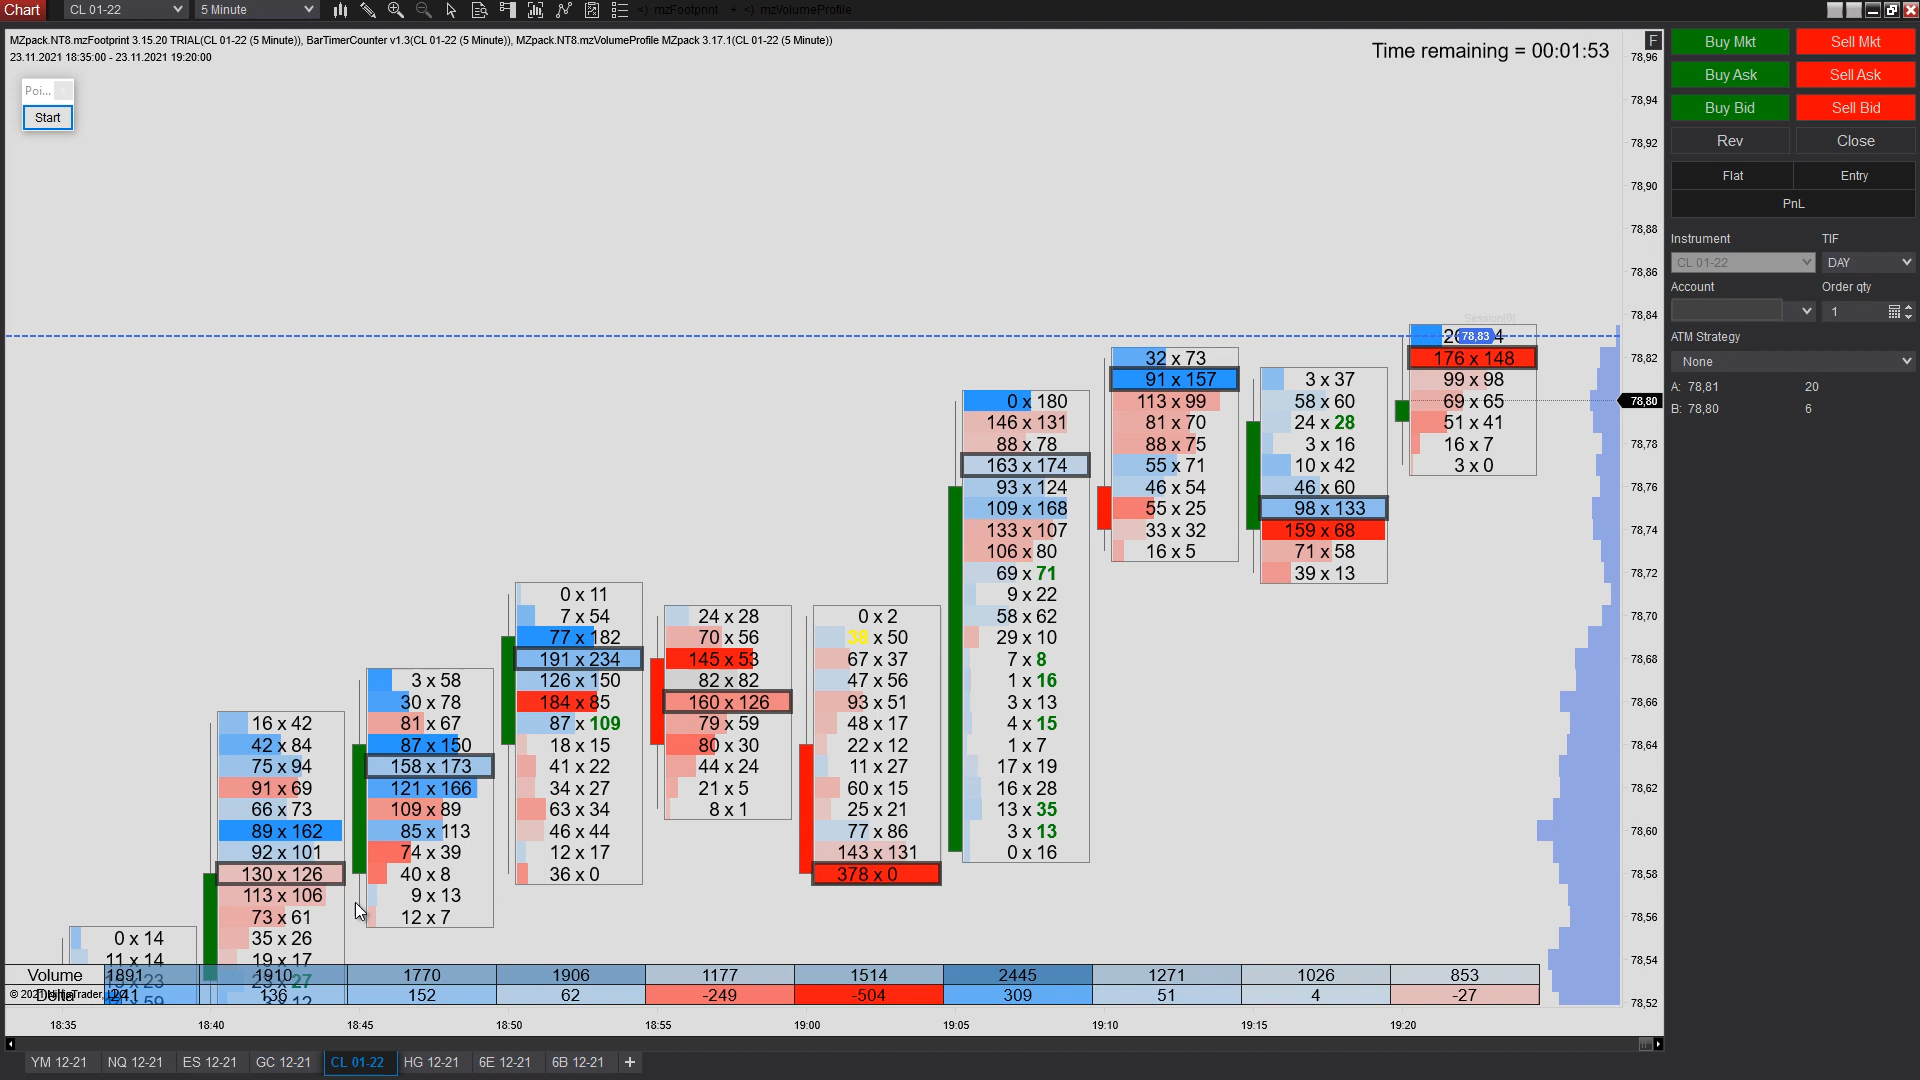 Chart CL 01-22 5 Minute <> mzFootprint + <> mzVolumeProfile
MZpack.NT8.mzFootprint 3.15.20 TRIAL(CL 01-22 (5 Minute)), BarTimerCounter v1.3(CL 01-22 (5 Minute)), MZpack.NT8.mzVolumeProfile MZpack 3.17.1(CL 01-22 (5 Minute))
23.11.2021 18:35:00 - 23.11.2021 19:20:00
Time remaining = 00:01:53
F
Poi... x
Start
0 x 14
11 x 14
16 x 42
42 x 84
75 x 94
91 x 69
66 x 73
89 x 162
92 x 101
130 x 126
113 x 106
73 x 61
35 x 26
19 x 17
3 x 58
30 x 78
81 x 67
87 x 150
158 x 173
121 x 166
109 x 89
85 x 113
74 x 39
40 x 8
9 x 13
12 x 7
0 x 11
7 x 54
77 x 182
191 x 234
126 x 150
184 x 85
87 x 109
18 x 15
41 x 22
34 x 27
63 x 34
46 x 44
12 x 17
36 x 0
24 x 28
70 x 56
145 x 53
82 x 82
160 x 126
79 x 59
80 x 30
44 x 24
21 x 5
8 x 1
0 x 2
38 x 50
67 x 37
47 x 56
93 x 51
48 x 17
22 x 12
11 x 27
60 x 15
25 x 21
77 x 86
143 x 131
378 x 0
0 x 180
146 x 131
88 x 78
163 x 174
93 x 124
109 x 168
133 x 107
106 x 80
69 x 71
9 x 22
58 x 62
29 x 10
7 x 8
1 x 16
3 x 13
4 x 15
1 x 7
17 x 19
16 x 28
13 x 35
3 x 13
0 x 16
32 x 73
91 x 157
113 x 99
81 x 70
88 x 75
55 x 71
46 x 54
55 x 25
33 x 32
16 x 5
3 x 37
58 x 60
24 x 28
3 x 16
10 x 42
46 x 60
98 x 133
159 x 68
71 x 58
39 x 13
Session[0]
78,83
176 x 148
99 x 98
69 x 65
51 x 41
16 x 7
3 x 0
78,96
78,94
78,92
78,90
78,88
78,86
78,84
78,82
78,80
78,78
78,76
78,74
78,72
78,70
78,68
78,66
78,64
78,62
78,60
78,58
78,56
78,54
78,52
Volume 1891 1910 1770 1906 1177 1514 2445 1271 1026 853
Delta 241 136 152 62 -249 -504 309 51 4 -27
18:35 18:40 18:45 18:50 18:55 19:00 19:05 19:10 19:15 19:20
YM 12-21 NQ 12-21 ES 12-21 GC 12-21 CL 01-22 HG 12-21 6E 12-21 6B 12-21 +
Buy Mkt Sell Mkt
Buy Ask Sell Ask
Buy Bid Sell Bid
Rev Close
Flat Entry
PnL
Instrument TIF
CL 01-22 DAY
Account Order qty
1
ATM Strategy
None
A: 78,81 20
B: 78,80 6